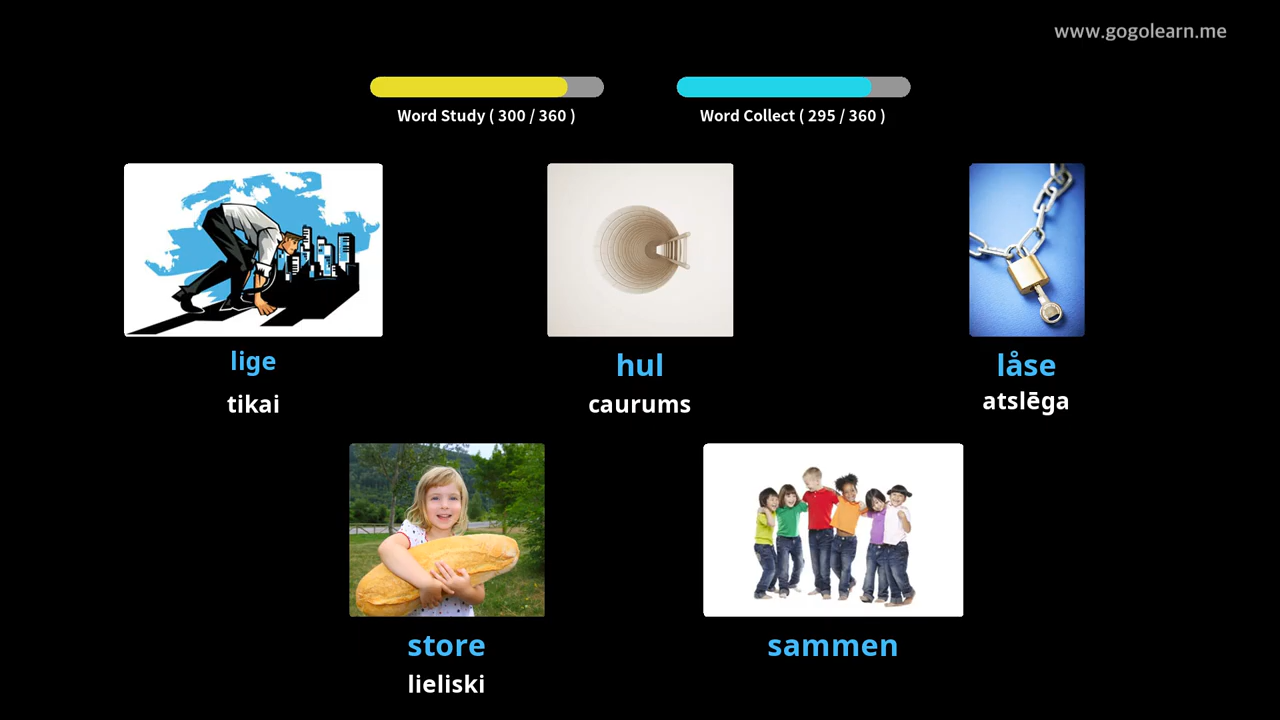 www.gogolearn.me
Word Study ( 300 / 360 )
Word Collect ( 295 / 360 )
lige
tikai
hul
caurums
låse
atslēga
store
lieliski
sammen